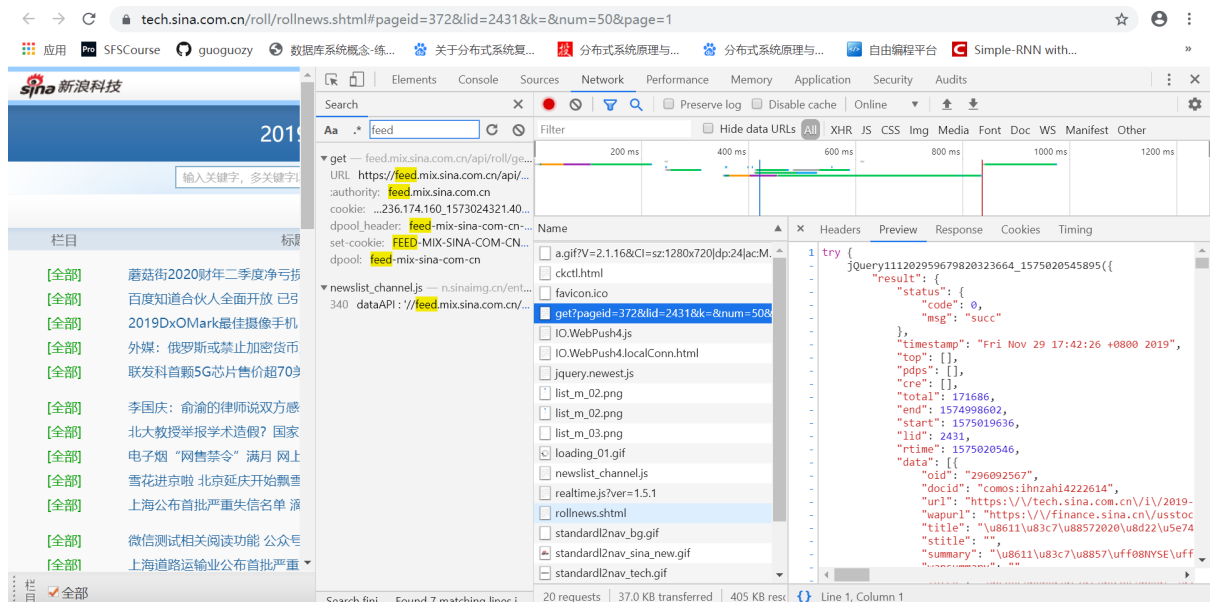 tech.sina.com.cn/roll/rollnews.shtml#pageid=372&lid=2431&k=&num=50&page=1
应用 Pro SFSCourse guoguozy 数据库系统概念-练... 关于分布式系统复... 分布式系统原理与... 分布式系统原理与... 自由编程平台 Simple-RNN with... »
sina 新浪科技
2019
输入关键字，多关键字
栏目 标题
[全部] 蘑菇街2020财年二季度净亏损
[全部] 百度知道合伙人全面开放 已引
[全部] 2019DxOMark最佳摄像手机
[全部] 外媒：俄罗斯或禁止加密货币
[全部] 联发科首颗5G芯片售价超70美
[全部] 李国庆：俞渝的律师说双方感
[全部] 北大教授举报学术造假？国家
[全部] 电子烟“网售禁令”满月 网上
[全部] 雪花进京啦 北京延庆开始飘雪
[全部] 上海公布首批严重失信名单 滴
[全部] 微信测试相关阅读功能 公众号
[全部] 上海道路运输业公布首批严重
栏目
全部
Elements Console Sources Network Performance Memory Application Security Audits
Search
Aa .* feed
get — feed.mix.sina.com.cn/api/roll/ge...
URL https://feed.mix.sina.com.cn/api/...
:authority: feed.mix.sina.com.cn
cookie: ...236.174.160_1573024321.40...
dpool_header: feed-mix-sina-com-cn-...
set-cookie: FEED-MIX-SINA-COM-CN...
dpool: feed-mix-sina-com-cn
newslist_channel.js — n.sinaimg.cn/ent...
340 dataAPI : '//feed.mix.sina.com.cn/...
Search fini... Found 7 matching lines i...
Preserve log Disable cache Online
Filter Hide data URLs All XHR JS CSS Img Media Font Doc WS Manifest Other
200 ms 400 ms 600 ms 800 ms 1000 ms 1200 ms
Name
a.gif?V=2.1.16&CI=sz:1280x720|dp:24|ac:M...
ckctl.html
favicon.ico
get?pageid=372&lid=2431&k=&num=50&
IO.WebPush4.js
IO.WebPush4.localConn.html
jquery.newest.js
list_m_02.png
list_m_02.png
list_m_03.png
loading_01.gif
newslist_channel.js
realtime.js?ver=1.5.1
rollnews.shtml
standardl2nav_bg.gif
standardl2nav_sina_new.gif
standardl2nav_tech.gif
20 requests 37.0 KB transferred 405 KB resc
Headers Preview Response Cookies Timing
1 try {
jQuery111202959679820323664_1575020545895({
"result": {
"status": {
"code": 0,
"msg": "succ"
},
"timestamp": "Fri Nov 29 17:42:26 +0800 2019",
"top": [],
"pdps": [],
"cre": [],
"total": 171686,
"end": 1574998602,
"start": 1575019636,
"lid": 2431,
"rtime": 1575020546,
"data": [{
"oid": "296092567",
"docid": "comos:ihnzahi4222614",
"url": "https:\/\/tech.sina.com.cn\/i\/2019-
"wapurl": "https:\/\/finance.sina.cn\/usstoc
"title": "\u8611\u83c7\u88572020\u8d22\u5e74
"stitle": "",
"summary": "\u8611\u83c7\u8857\uff08NYSE\uff
{} Line 1, Column 1